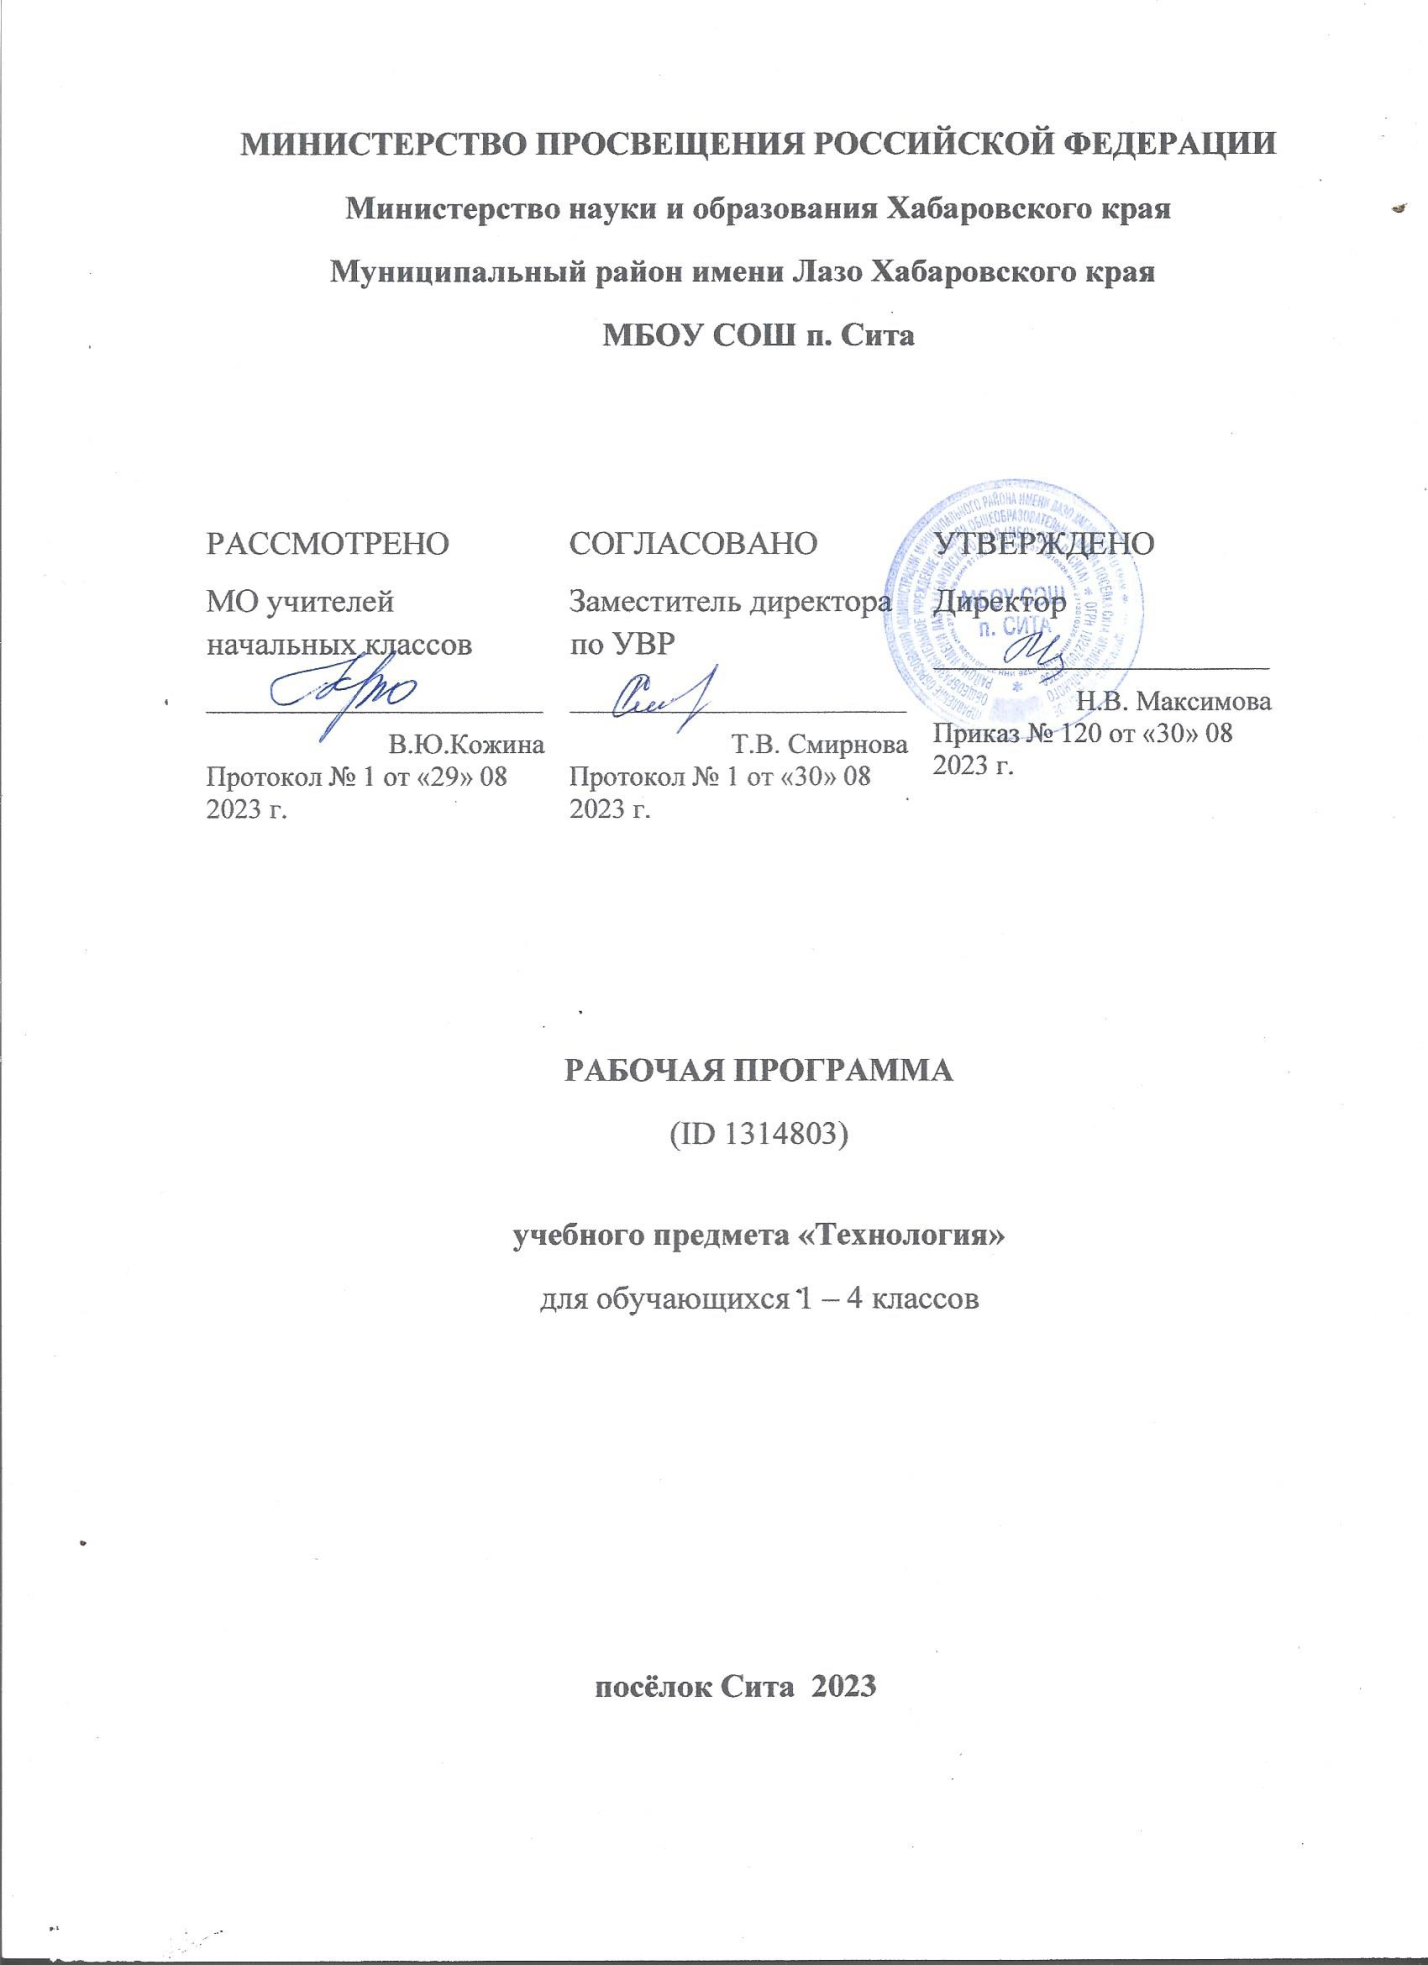 МИНИСТЕРСТВО ПРОСВЕЩЕНИЯ РОССИЙСКОЙ ФЕДЕРАЦИИ
Министерство науки и образования Хабаровского края
Муниципальный район имени Лазо Хабаровского края
МБОУ СОШ п. Сита
РАССМОТРЕНО
МО учителей
начальных классов
В.Ю.Кожина
Протокол № 1 от «29» 08
2023 г.
СОГЛАСОВАНО
Заместитель директора
по УВР
Т.В. Смирнова
Протокол № 1 от «30» 08
2023 г.
УТВЕРЖДЕНО
Директор
Н.В. Максимова
Приказ № 120 от «30» 08
2023 г.
МБОУ СОШ
п. СИТА
РАБОЧАЯ ПРОГРАММА
(ID 1314803)
учебного предмета «Технология»
для обучающихся 1 – 4 классов
посёлок Сита 2023